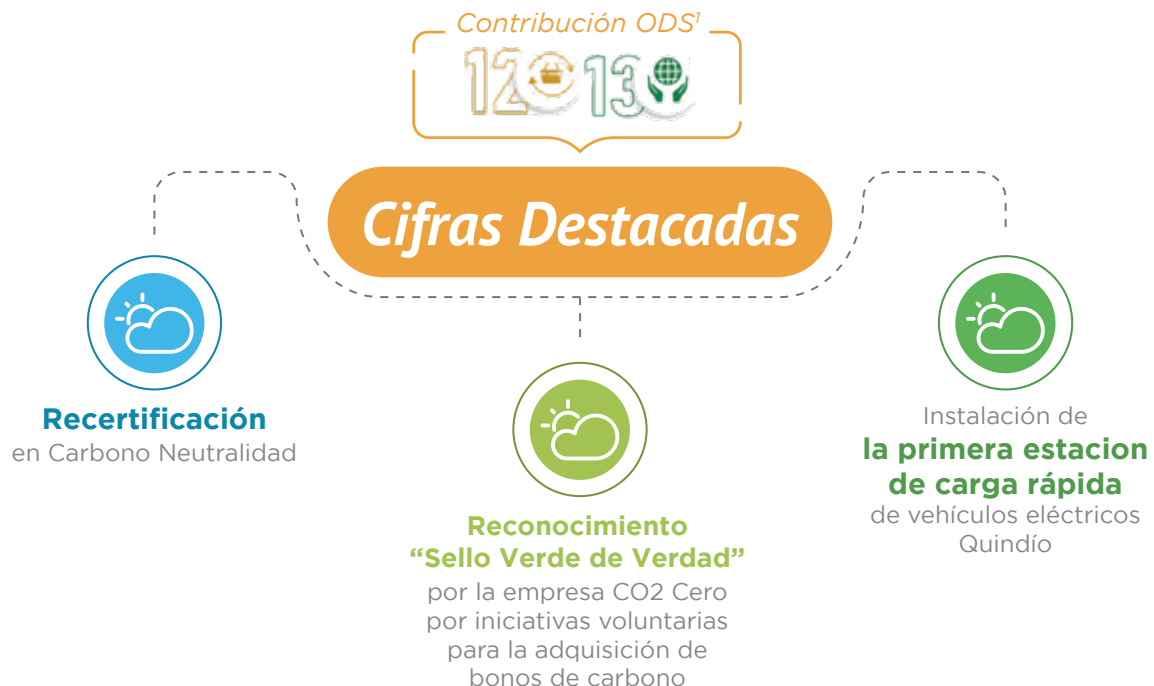 Contribución ODS¹
12 13
Cifras Destacadas
Recertificación
en Carbono Neutralidad
Reconocimiento
“Sello Verde de Verdad”
por la empresa CO2 Cero
por iniciativas voluntarias
para la adquisición de
bonos de carbono
Instalación de
la primera estacion
de carga rápida
de vehículos eléctricos
Quindío